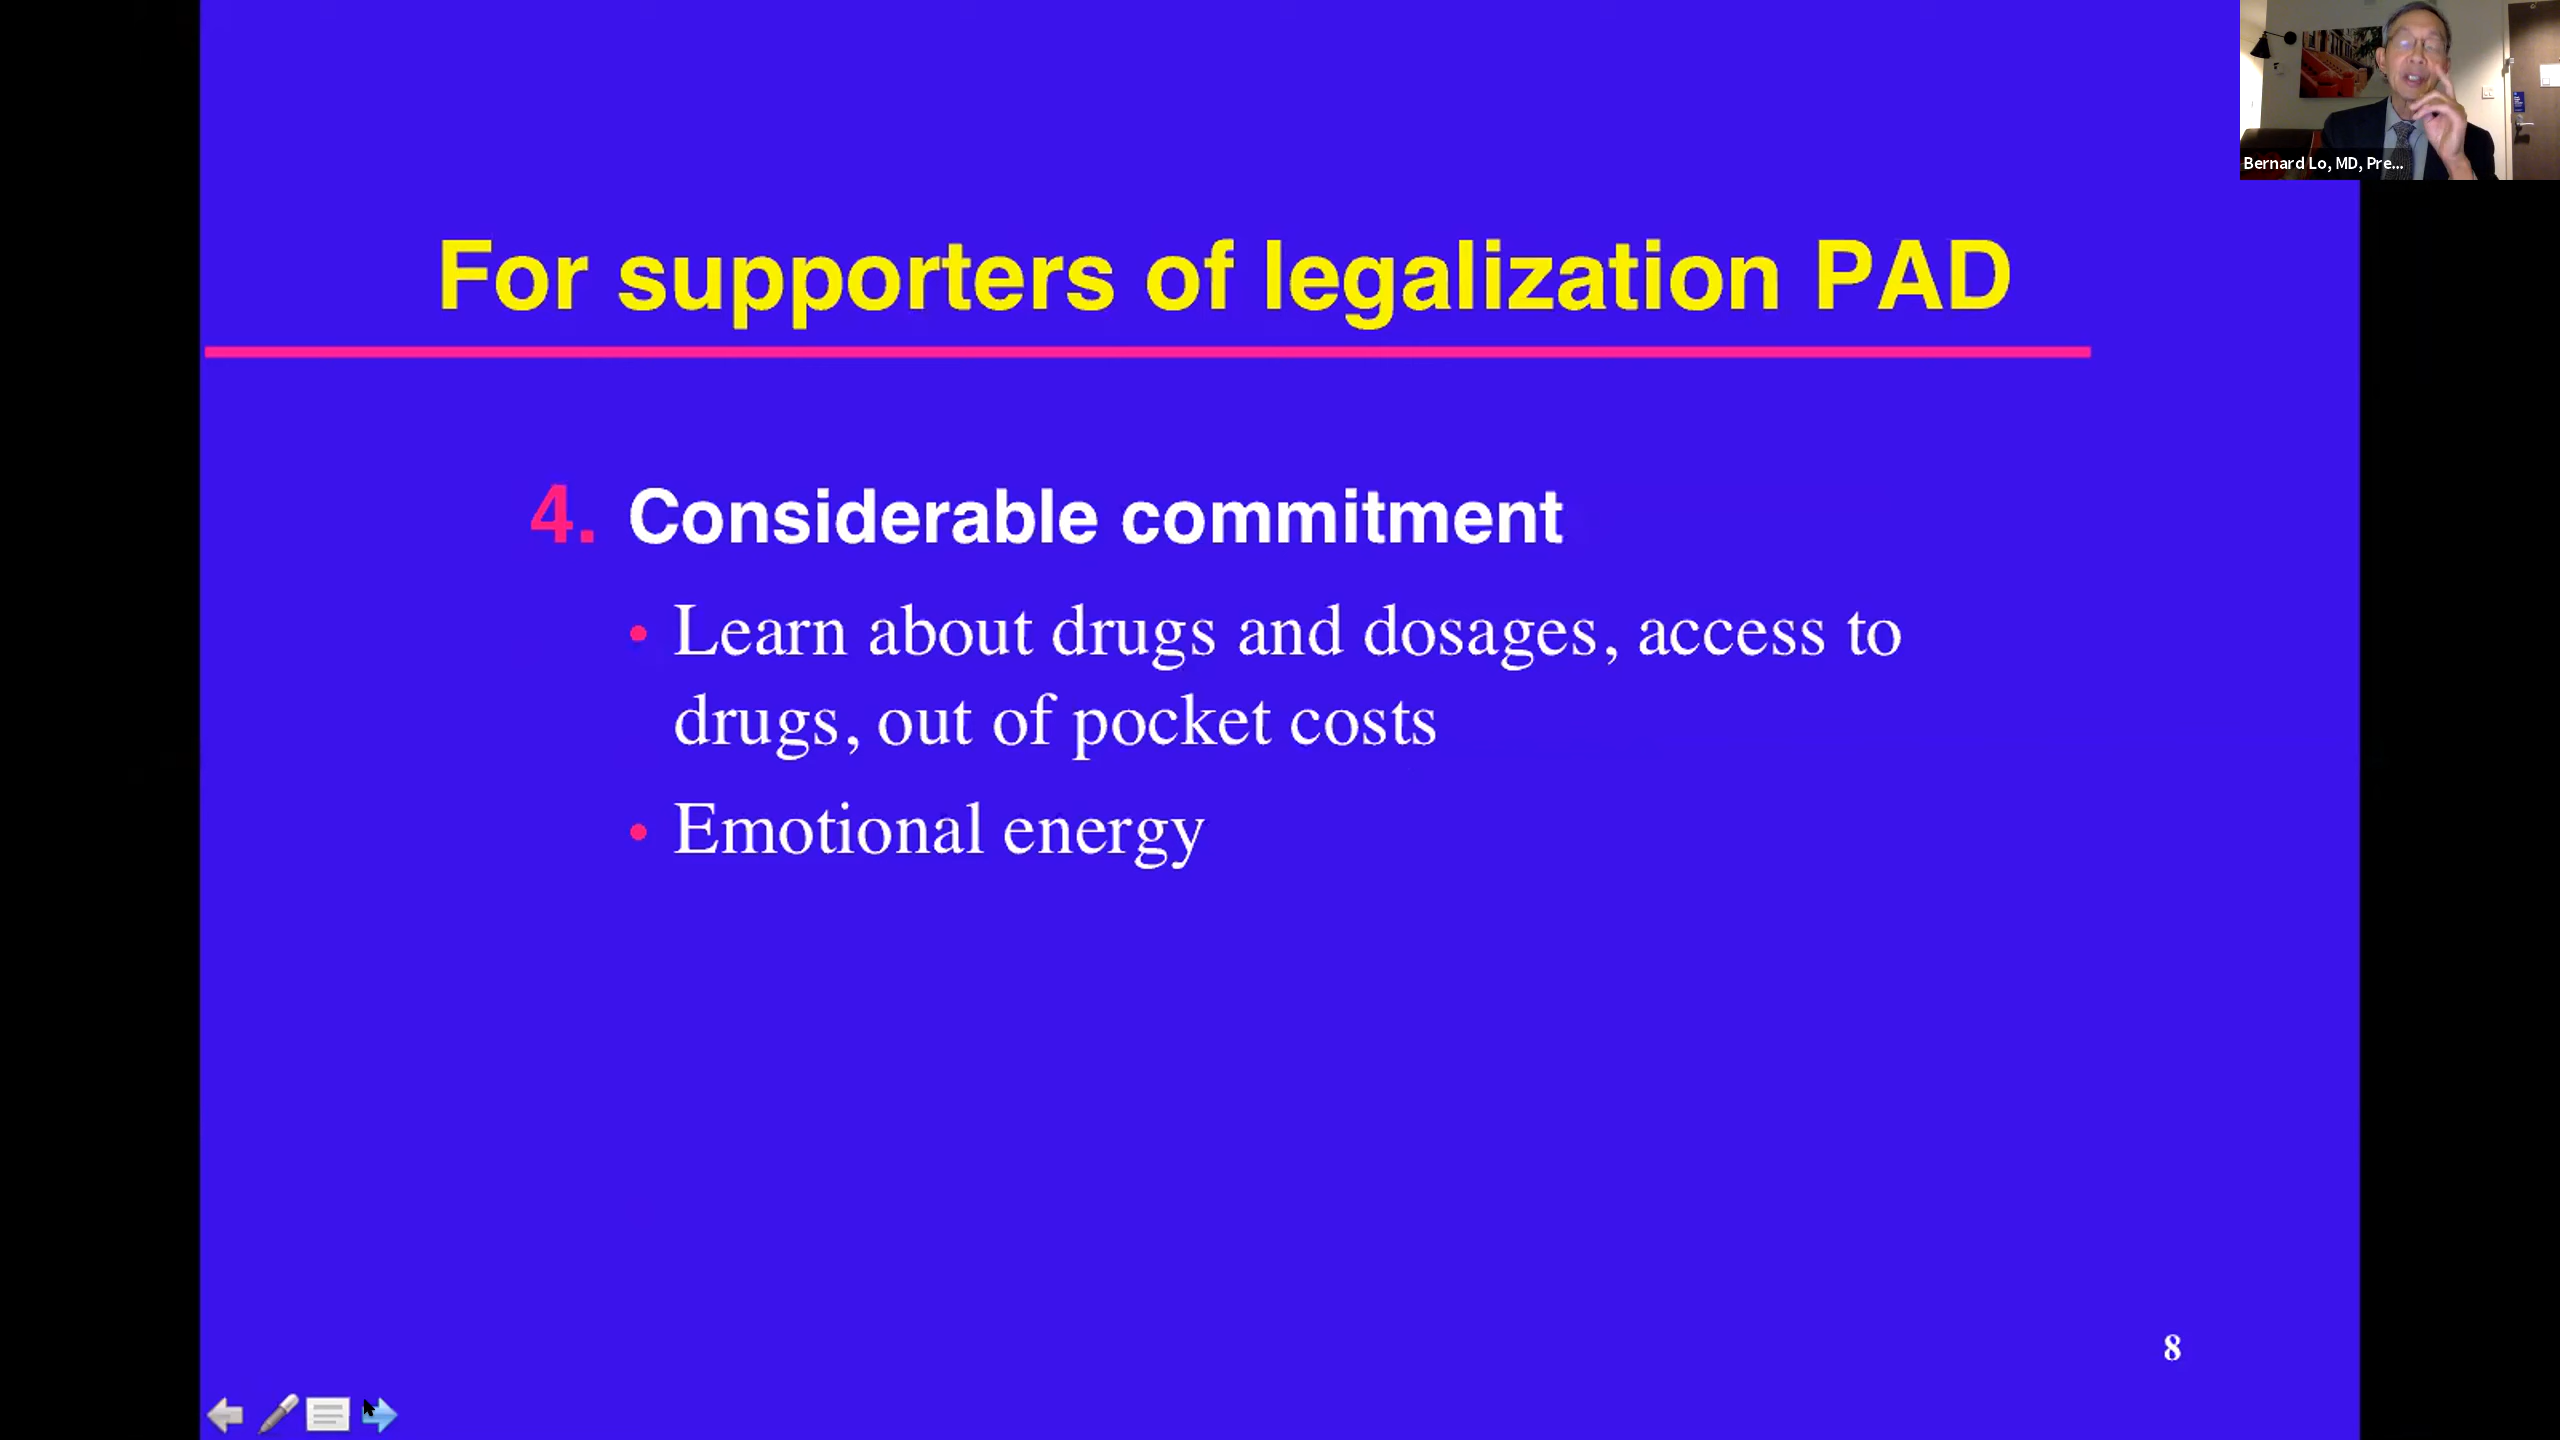 Bernard Lo, MD, Pre...
For supporters of legalization PAD
4. Considerable commitment
• Learn about drugs and dosages, access to
drugs, out of pocket costs
• Emotional energy
8